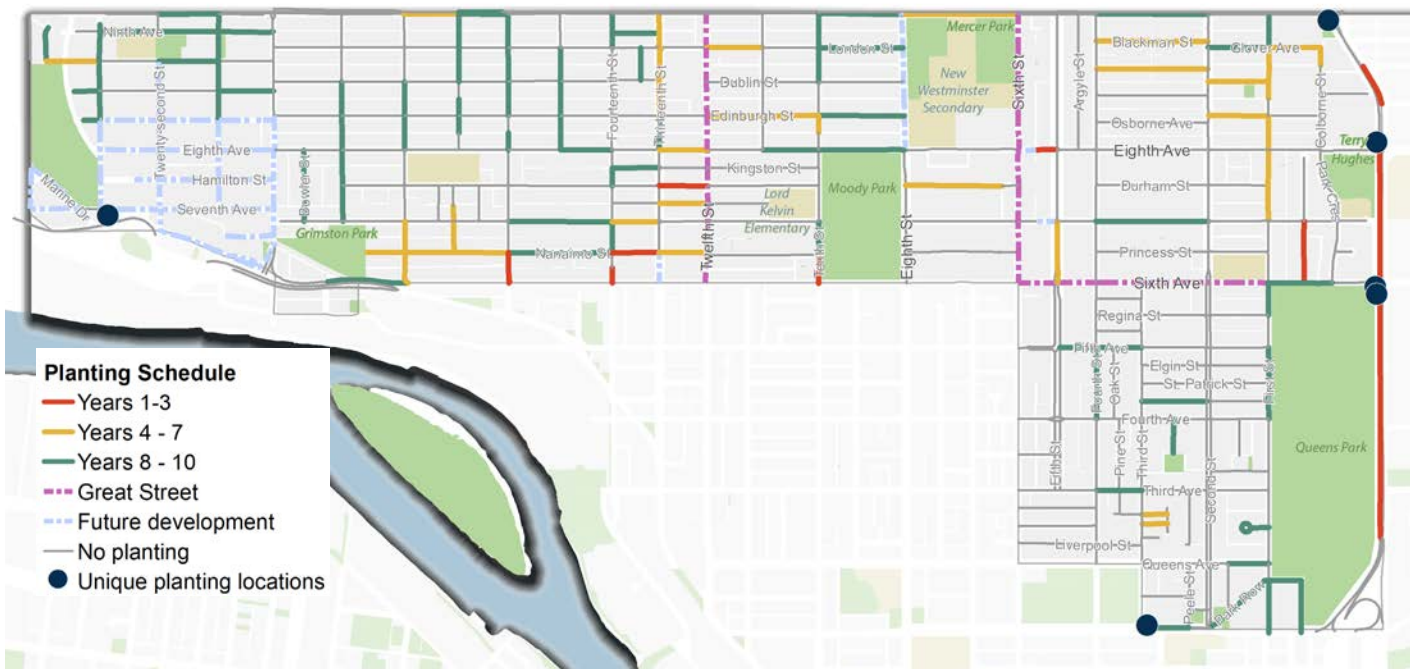 Ninth Ave
Twenty-second St
Eighth Ave
Hamilton St
Seventh Ave
Marine Dr
Bowler St
Grimston Park
Nanaimo St
Fourteenth St
Thirteenth St
Twelfth St
Dublin St
Edinburgh St
Kingston St
Lord
Kelvin
Elementary
London St
Moody Park
Tenth St
Eighth St
Mercer Park
New
Westminster
Secondary
Sixth St
Argyle St
Blackman St
Glover Ave
Colborne St
Osborne Ave
Eighth Ave
Durham St
Terry
Hughes
Park Cres
Princess St
Sixth Ave
Regina St
Fifth Ave
Elgin St
St. Patrick St
Fourth St
Oak St
First St
Fourth Ave
Fifth St
Pine St
Third St
Second St
Third Ave
Queens Park
Liverpool St
Queens Ave
Peele St
Park Row
Planting Schedule
Years 1-3
Years 4 - 7
Years 8 - 10
Great Street
Future development
No planting
Unique planting locations